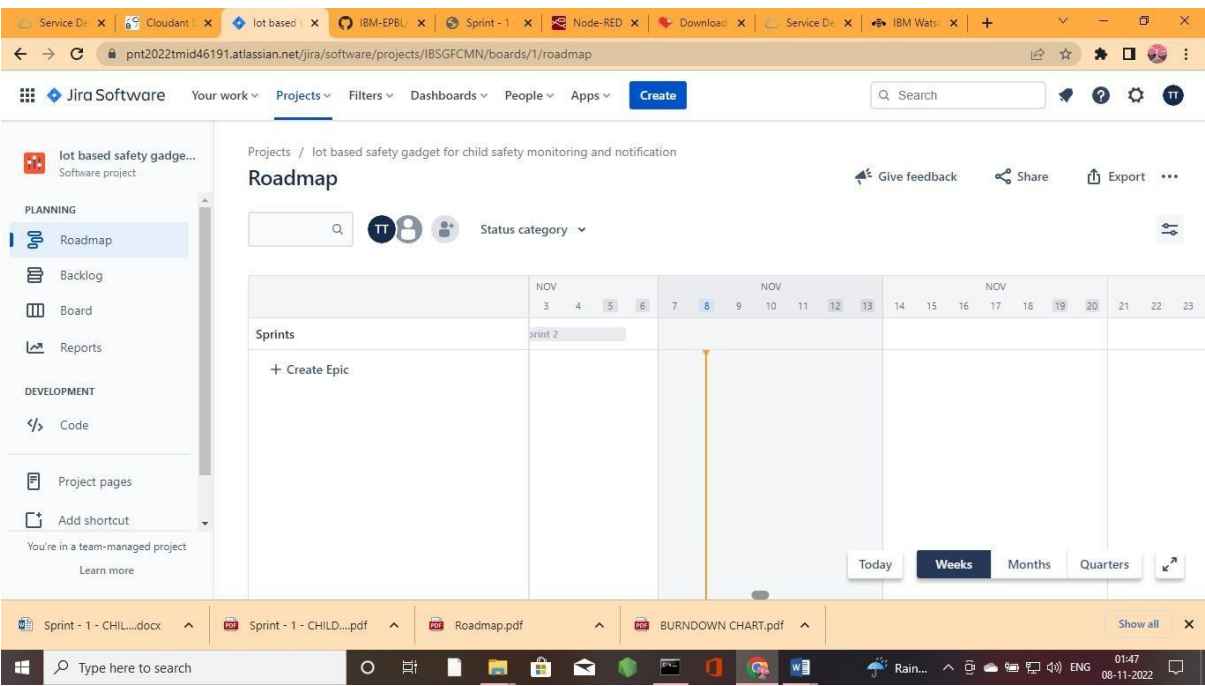 Service De
Cloudant
Iot based s
IBM-EPBL/
Sprint - 1 -
Node-RED
Download
Service De
IBM Wats
pnt2022tmid46191.atlassian.net/jira/software/projects/IBSGFCMN/boards/1/roadmap
Jira Software
Your work
Projects
Filters
Dashboards
People
Apps
Create
Search
TT
Iot based safety gadge...
Software project
Projects / Iot based safety gadget for child safety monitoring and notification
Roadmap
Give feedback
Share
Export
PLANNING
Roadmap
Backlog
Board
Reports
DEVELOPMENT
Code
Project pages
Add shortcut
You're in a team-managed project
Learn more
TT
Status category
NOV NOV NOV
3 4 5 6 7 8 9 10 11 12 13 14 15 16 17 18 19 20 21 22 23
Sprints
print 2
+ Create Epic
Today
Weeks
Months
Quarters
Sprint - 1 - CHIL....docx
Sprint - 1 - CHILD....pdf
Roadmap.pdf
BURNDOWN CHART.pdf
Show all
Type here to search
Rain...
ENG
01:47
08-11-2022